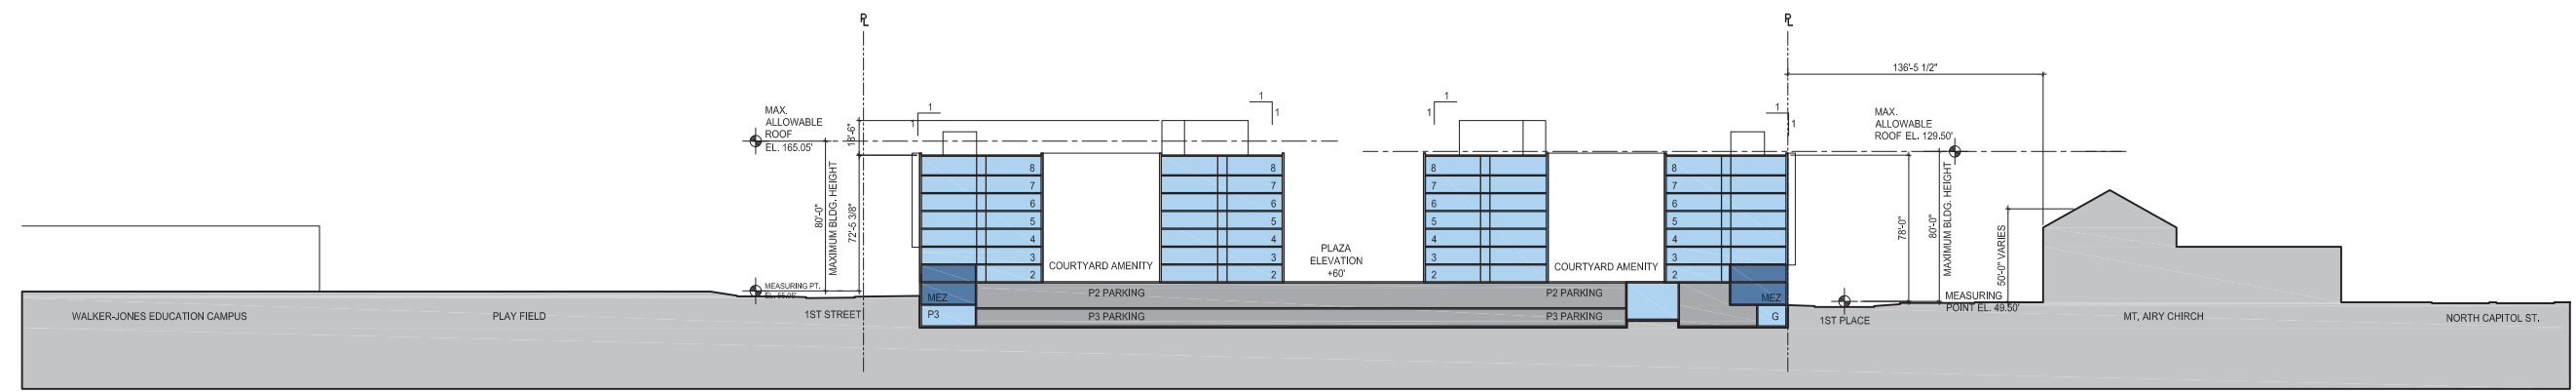 PL
PL
136'-5 1/2"
1
1
1
1
1
1
1
1
MAX.
ALLOWABLE
ROOF
EL. 165.05'
18'-6"
MAX.
ALLOWABLE
ROOF EL. 129.50'
80'-0"
MAXIMUM BLDG. HEIGHT
72'-5 3/8"
8
7
6
5
4
3
2
8
7
6
5
4
3
2
8
7
6
5
4
3
2
8
7
6
5
4
3
2
COURTYARD AMENITY
PLAZA
ELEVATION
+60'
COURTYARD AMENITY
78'-0"
80'-0"
MAXIMUM BLDG. HEIGHT
50'-0" VARIES
MEASURING PT.
MEZ
P2 PARKING
P2 PARKING
MEZ
MEASURING
POINT EL. 49.50'
WALKER-JONES EDUCATION CAMPUS
PLAY FIELD
1ST STREET
P3
P3 PARKING
P3 PARKING
G
1ST PLACE
MT. AIRY CHIRCH
NORTH CAPITOL ST.